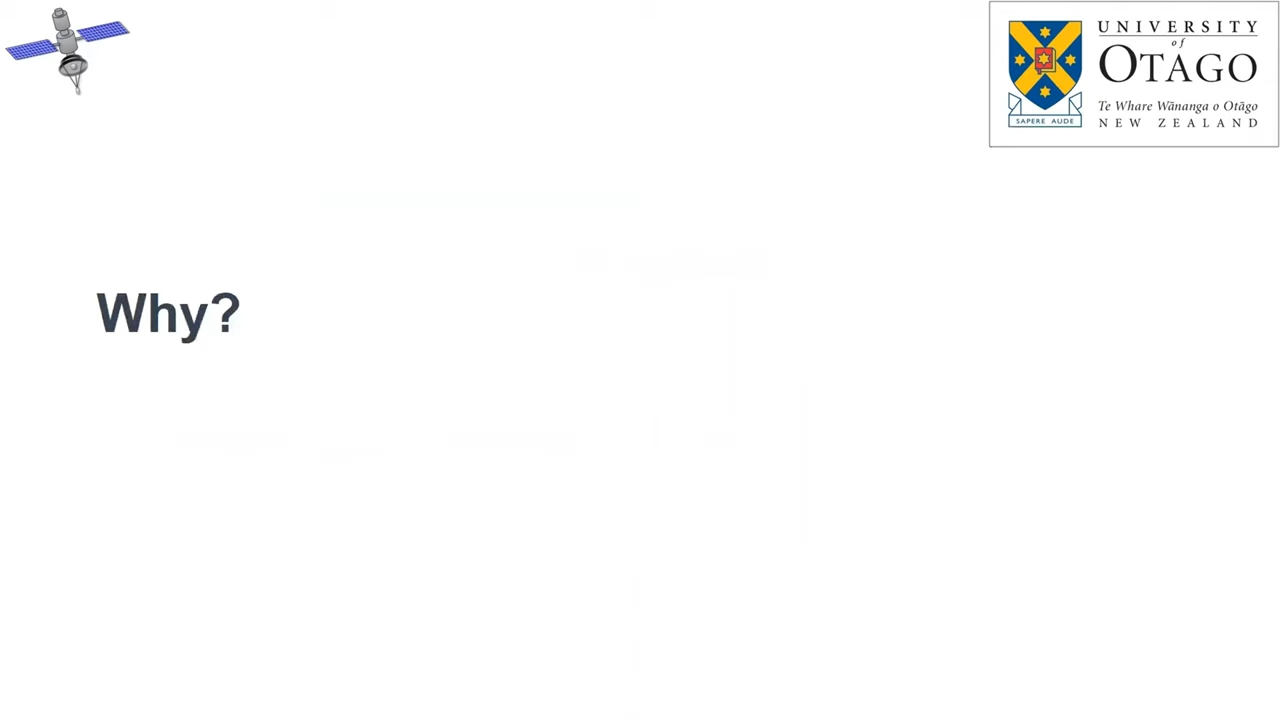 UNIVERSITY
of
OTAGO
Te Whare Wānanga o Otāgo
NEW ZEALAND
SAPERE AUDE
Why?